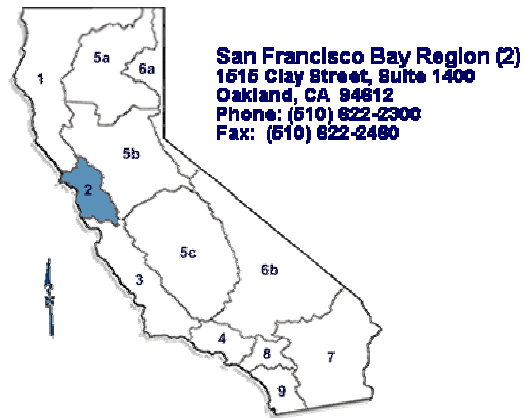 San Francisco Bay Region (2)
1515 Clay Street, Suite 1400
Oakland, CA 94612
Phone: (510) 622-2300
Fax: (510) 622-2460
1
5a
6a
5b
2
5c
6b
3
4
8
7
9